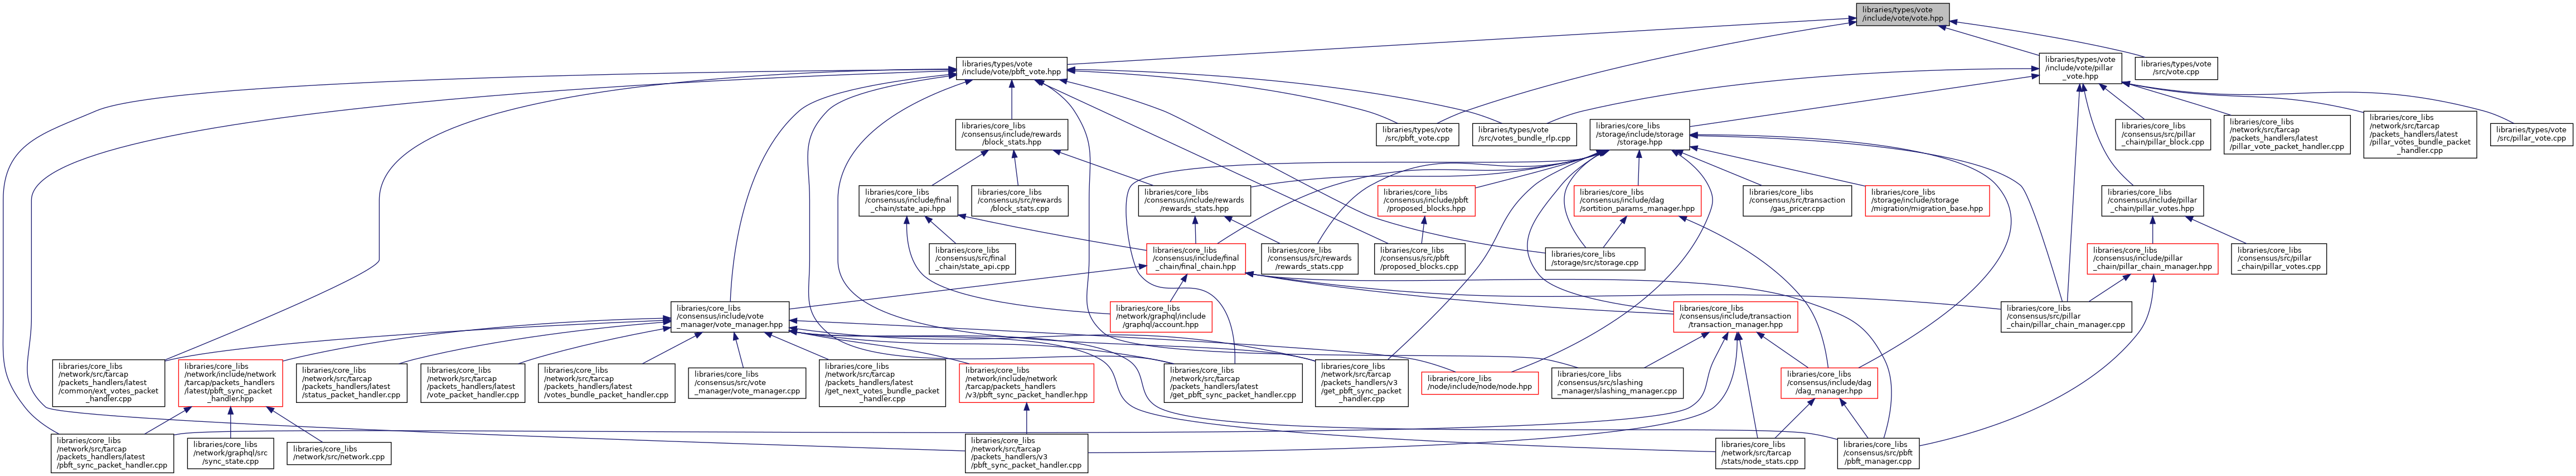 libraries/types/vote
/include/vote/vote.hpp
libraries/types/vote
/include/vote/pbft_vote.hpp
libraries/types/vote
/include/vote/pillar
_vote.hpp
libraries/types/vote
/src/vote.cpp
libraries/core_libs
/consensus/include/rewards
/block_stats.hpp
libraries/types/vote
/src/pbft_vote.cpp
libraries/types/vote
/src/votes_bundle_rlp.cpp
libraries/core_libs
/storage/include/storage
/storage.hpp
libraries/core_libs
/consensus/src/pillar
_chain/pillar_block.cpp
libraries/core_libs
/network/src/tarcap
/packets_handlers/latest
/pillar_vote_packet_handler.cpp
libraries/core_libs
/network/src/tarcap
/packets_handlers/latest
/pillar_votes_bundle_packet
_handler.cpp
libraries/types/vote
/src/pillar_vote.cpp
libraries/core_libs
/consensus/include/final
_chain/state_api.hpp
libraries/core_libs
/consensus/src/rewards
/block_stats.cpp
libraries/core_libs
/consensus/include/rewards
/rewards_stats.hpp
libraries/core_libs
/consensus/include/pbft
/proposed_blocks.hpp
libraries/core_libs
/consensus/include/dag
/sortition_params_manager.hpp
libraries/core_libs
/consensus/src/transaction
/gas_pricer.cpp
libraries/core_libs
/storage/include/storage
/migration/migration_base.hpp
libraries/core_libs
/consensus/include/pillar
_chain/pillar_votes.hpp
libraries/core_libs
/consensus/src/final
_chain/state_api.cpp
libraries/core_libs
/consensus/include/final
_chain/final_chain.hpp
libraries/core_libs
/consensus/src/rewards
/rewards_stats.cpp
libraries/core_libs
/consensus/src/pbft
/proposed_blocks.cpp
libraries/core_libs
/storage/src/storage.cpp
libraries/core_libs
/consensus/include/pillar
_chain/pillar_chain_manager.hpp
libraries/core_libs
/consensus/src/pillar
_chain/pillar_votes.cpp
libraries/core_libs
/consensus/include/vote
_manager/vote_manager.hpp
libraries/core_libs
/network/graphql/include
/graphql/account.hpp
libraries/core_libs
/consensus/include/transaction
/transaction_manager.hpp
libraries/core_libs
/consensus/src/pillar
_chain/pillar_chain_manager.cpp
libraries/core_libs
/network/src/tarcap
/packets_handlers/latest
/common/ext_votes_packet
_handler.cpp
libraries/core_libs
/network/include/network
/tarcap/packets_handlers
/latest/pbft_sync_packet
_handler.hpp
libraries/core_libs
/network/src/tarcap
/packets_handlers/latest
/status_packet_handler.cpp
libraries/core_libs
/network/src/tarcap
/packets_handlers/latest
/vote_packet_handler.cpp
libraries/core_libs
/network/src/tarcap
/packets_handlers/latest
/votes_bundle_packet_handler.cpp
libraries/core_libs
/consensus/src/vote
_manager/vote_manager.cpp
libraries/core_libs
/network/src/tarcap
/packets_handlers/latest
/get_next_votes_bundle_packet
_handler.cpp
libraries/core_libs
/network/include/network
/tarcap/packets_handlers
/v3/pbft_sync_packet_handler.hpp
libraries/core_libs
/network/src/tarcap
/packets_handlers/latest
/get_pbft_sync_packet_handler.cpp
libraries/core_libs
/network/src/tarcap
/packets_handlers/v3
/get_pbft_sync_packet
_handler.cpp
libraries/core_libs
/node/include/node/node.hpp
libraries/core_libs
/consensus/src/slashing
_manager/slashing_manager.cpp
libraries/core_libs
/consensus/include/dag
/dag_manager.hpp
libraries/core_libs
/network/src/tarcap
/packets_handlers/latest
/pbft_sync_packet_handler.cpp
libraries/core_libs
/network/graphql/src
/sync_state.cpp
libraries/core_libs
/network/src/network.cpp
libraries/core_libs
/network/src/tarcap
/packets_handlers/v3
/pbft_sync_packet_handler.cpp
libraries/core_libs
/network/src/tarcap
/stats/node_stats.cpp
libraries/core_libs
/consensus/src/pbft
/pbft_manager.cpp